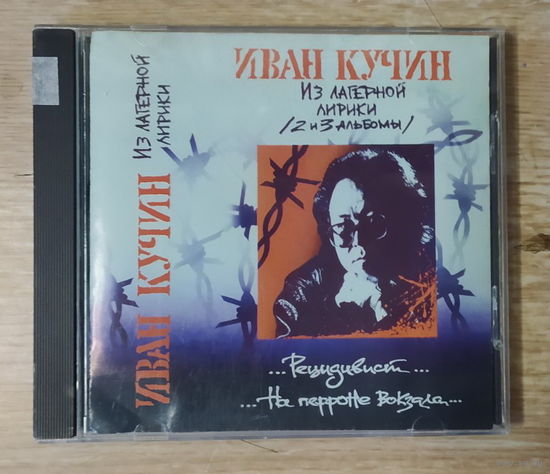 ИВАН КУЧИН
Из лагерной
лирики
ИВАН КУЧИН
Из лагерной
лирики
/2 и 3 альбомы/
...Рецидивист...
...На перроне вокзала...